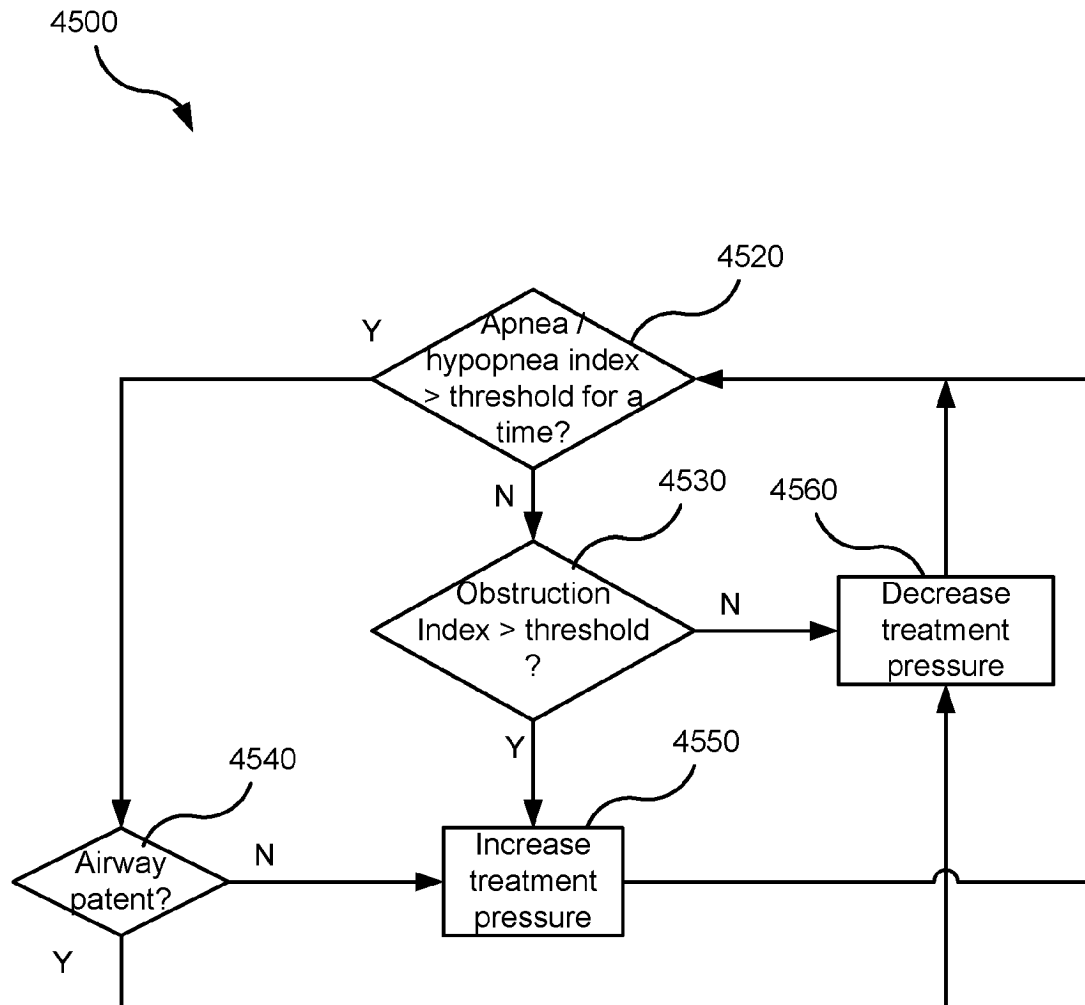 4500
4520
Y
Apnea /
hypopnea index
> threshold for a
time?
N
4530
4560
Obstruction
Index > threshold
?
N
Decrease
treatment
pressure
Y
4550
4540
Airway
patent?
N
Increase
treatment
pressure
Y